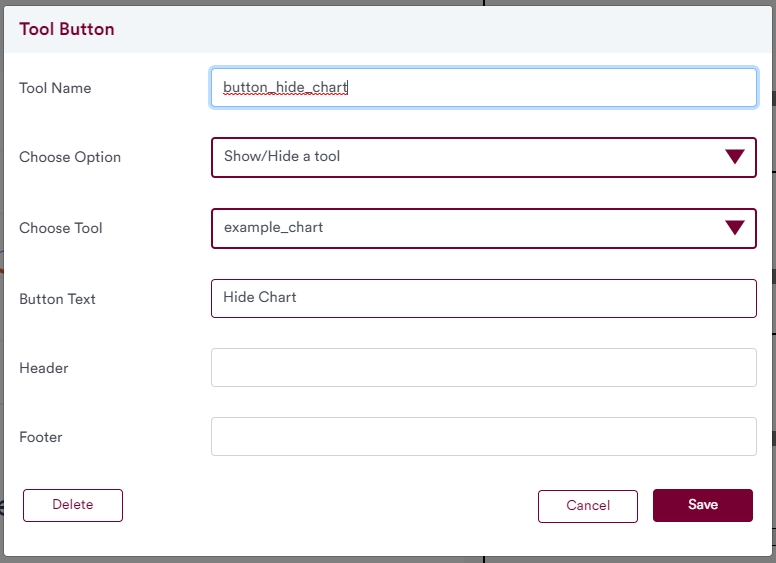 Tool Button
Tool Name
button_hide_chart
Choose Option
Show/Hide a tool
Choose Tool
example_chart
Button Text
Hide Chart
Header
Footer
Delete
Cancel
Save